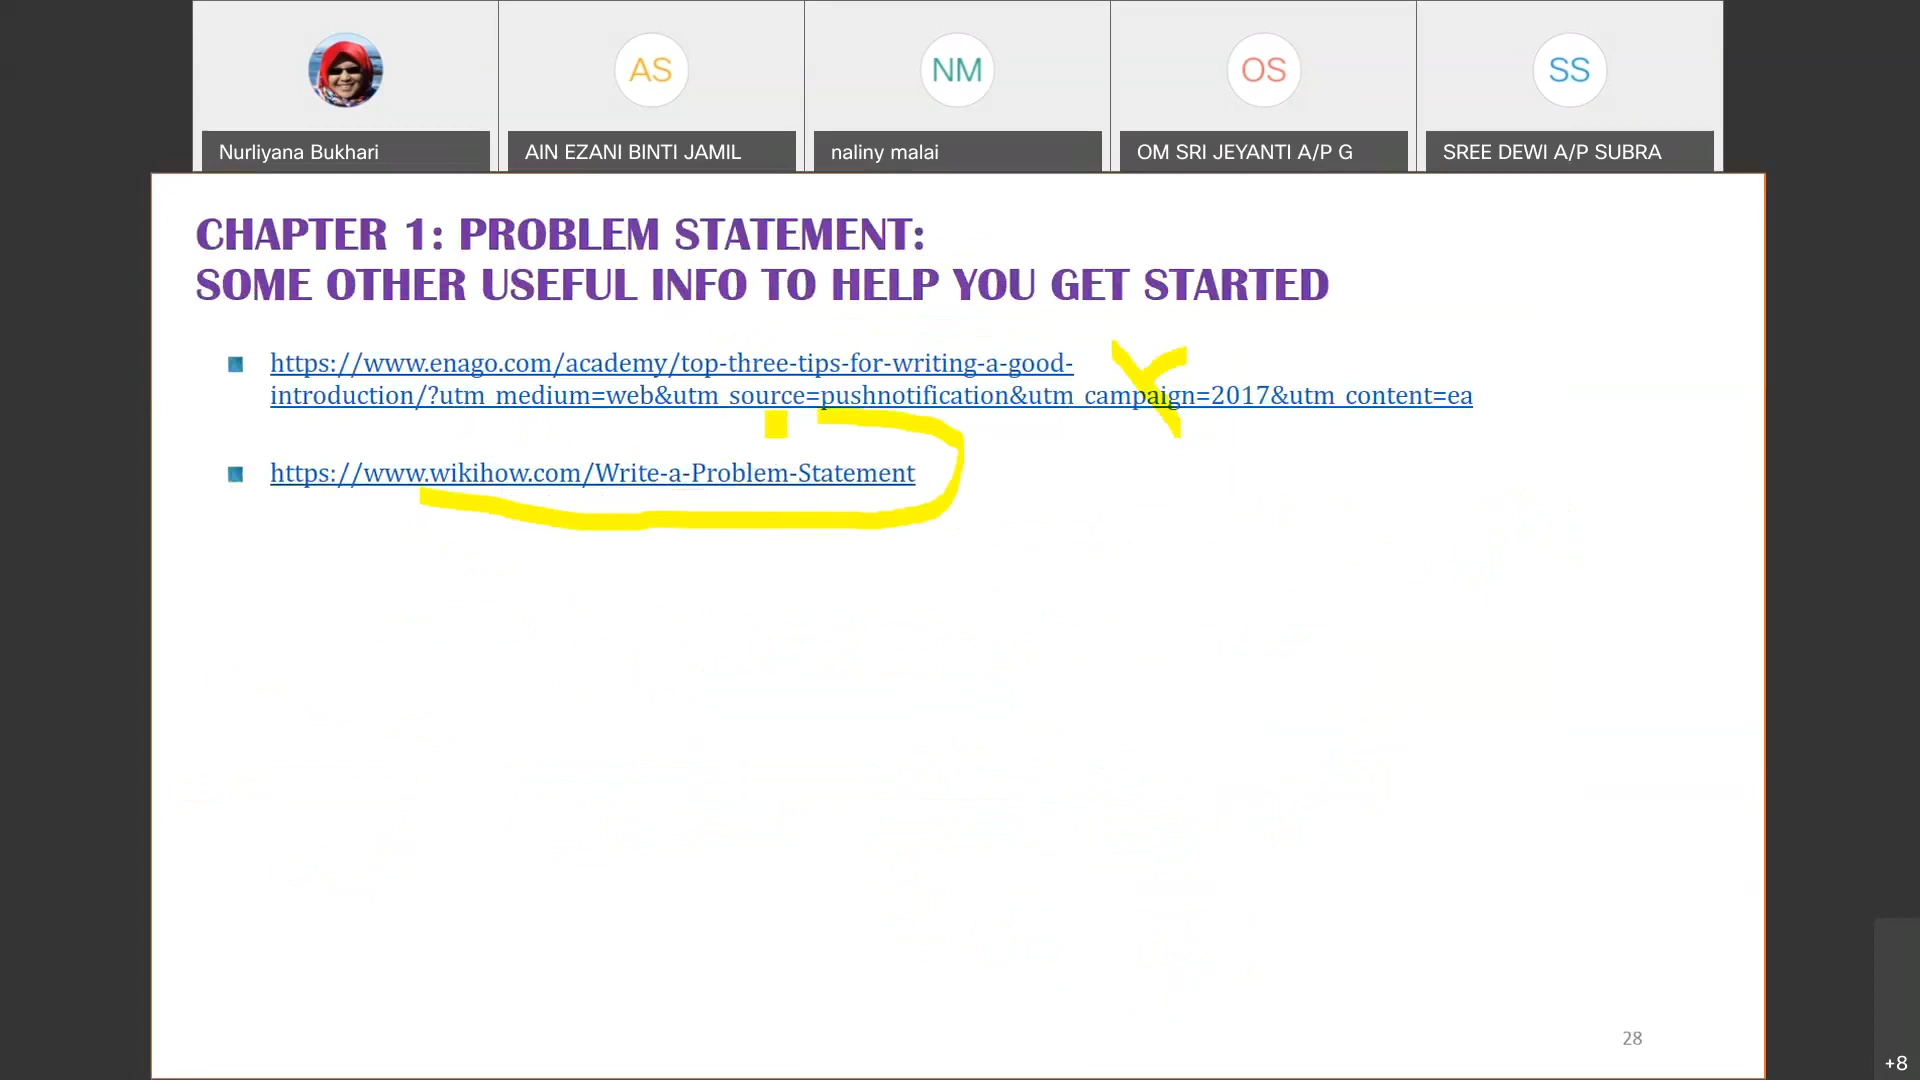 AS
NM
OS
SS
Nurliyana Bukhari
AIN EZANI BINTI JAMIL
naliny malai
OM SRI JEYANTI A/P G
SREE DEWI A/P SUBRA
CHAPTER 1: PROBLEM STATEMENT:
SOME OTHER USEFUL INFO TO HELP YOU GET STARTED
https://www.enago.com/academy/top-three-tips-for-writing-a-good-
introduction/?utm_medium=web&utm_source=pushnotification&utm_campaign=2017&utm_content=ea
https://www.wikihow.com/Write-a-Problem-Statement
28
+8